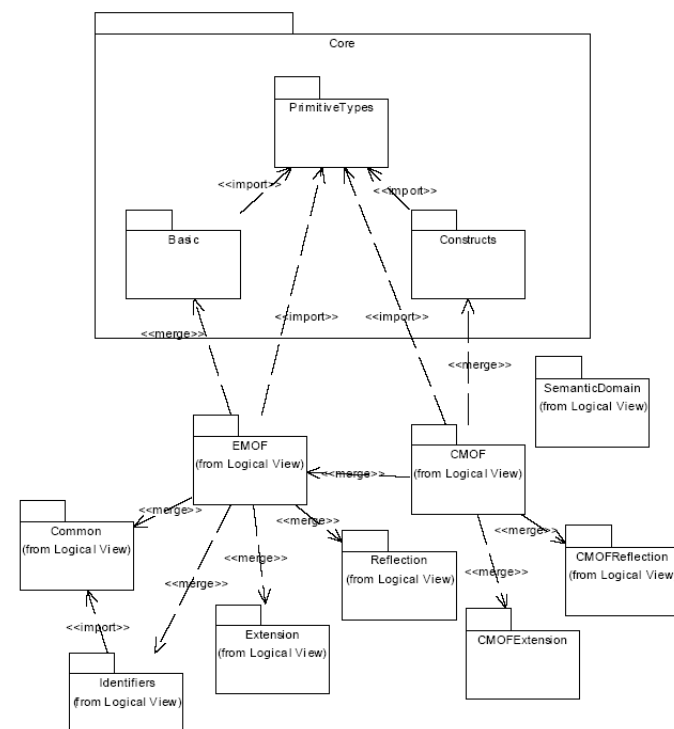 Core
PrimitiveTypes
<<import>>
<<import>>
Basic
Constructs
<<import>>
<<import>>
<<merge>>
<<merge>>
SemanticDomain
(from Logical View)
EMOF
(from Logical View)
CMOF
(from Logical View)
<<merge>>
Common
(from Logical View)
<<merge>>
<<merge>>
<<merge>>
Reflection
(from Logical View)
CMOFReflection
(from Logical View)
<<merge>>
<<merge>>
<<merge>>
<<import>>
Extension
(from Logical View)
CMOFExtension
Identifiers
(from Logical View)